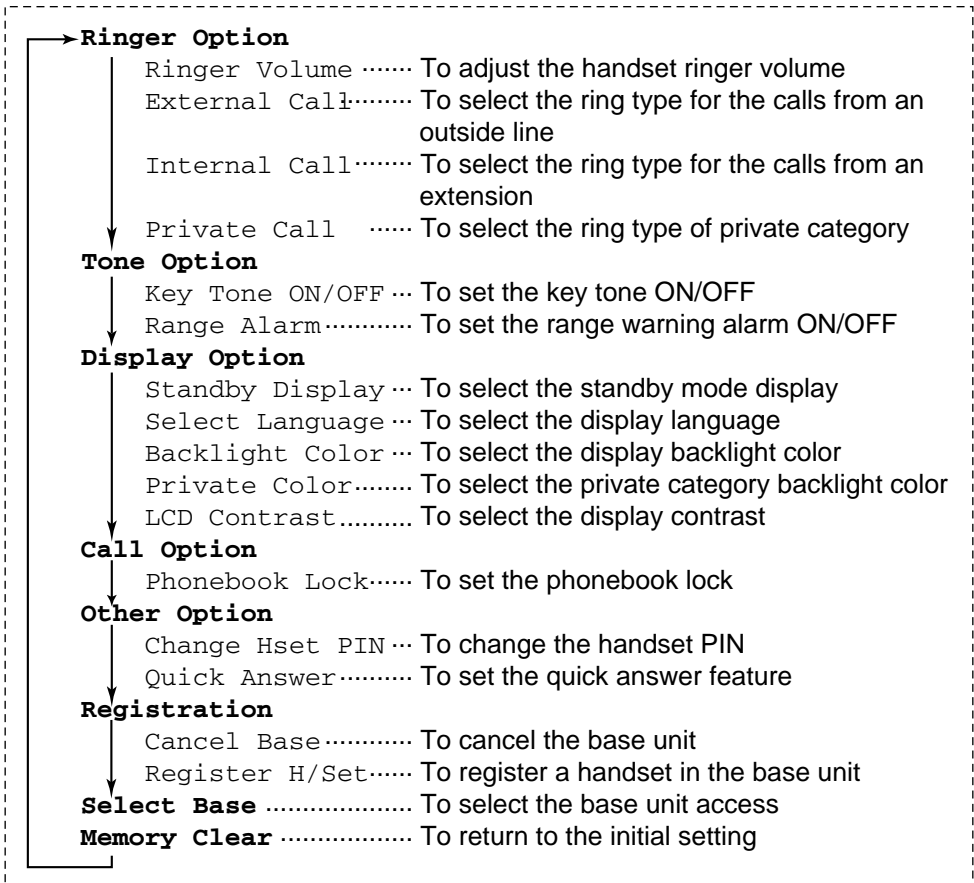 Ringer Option
Ringer Volume ······· To adjust the handset ringer volume
External Call ········· To select the ring type for the calls from an
outside line
Internal Call ········ To select the ring type for the calls from an
extension
Private Call ······ To select the ring type of private category
Tone Option
Key Tone ON/OFF ··· To set the key tone ON/OFF
Range Alarm ············ To set the range warning alarm ON/OFF
Display Option
Standby Display ··· To select the standby mode display
Select Language ··· To select the display language
Backlight Color ··· To select the display backlight color
Private Color ········ To select the private category backlight color
LCD Contrast .......... To select the display contrast
Call Option
Phonebook Lock ······ To set the phonebook lock
Other Option
Change Hset PIN ··· To change the handset PIN
Quick Answer ·········· To set the quick answer feature
Registration
Cancel Base ············ To cancel the base unit
Register H/Set ······ To register a handset in the base unit
Select Base .................... To select the base unit access
Memory Clear ·················· To return to the initial setting